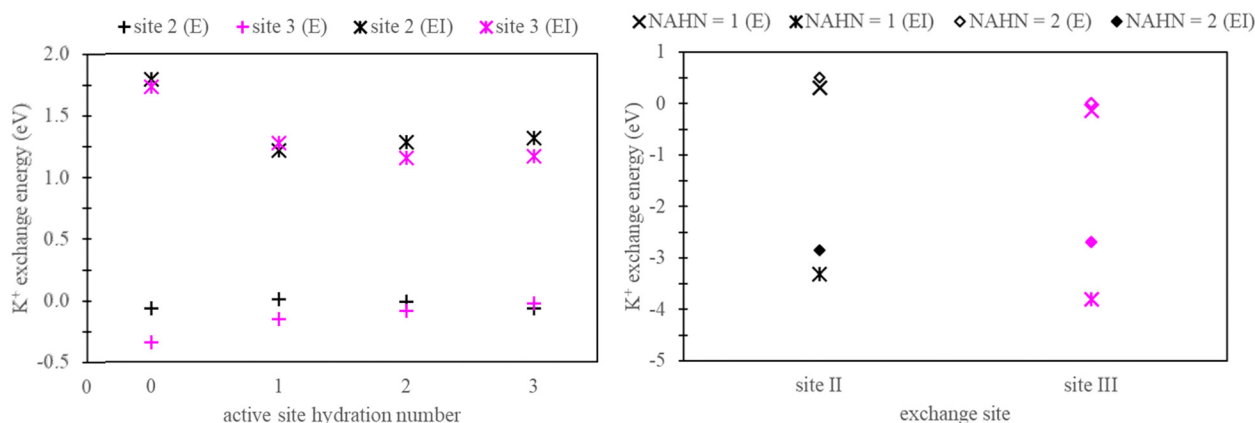 site 2 (E) site 3 (E) site 2 (EI) site 3 (EI)
2.0
1.5
1.0
0.5
0.0
-0.5
K+ exchange energy (eV)
0 0 1 2 3
active site hydration number
NAHN = 1 (E) NAHN = 1 (EI) NAHN = 2 (E) NAHN = 2 (EI)
1
0
-1
-2
-3
-4
-5
K+ exchange energy (eV)
site II site III
exchange site